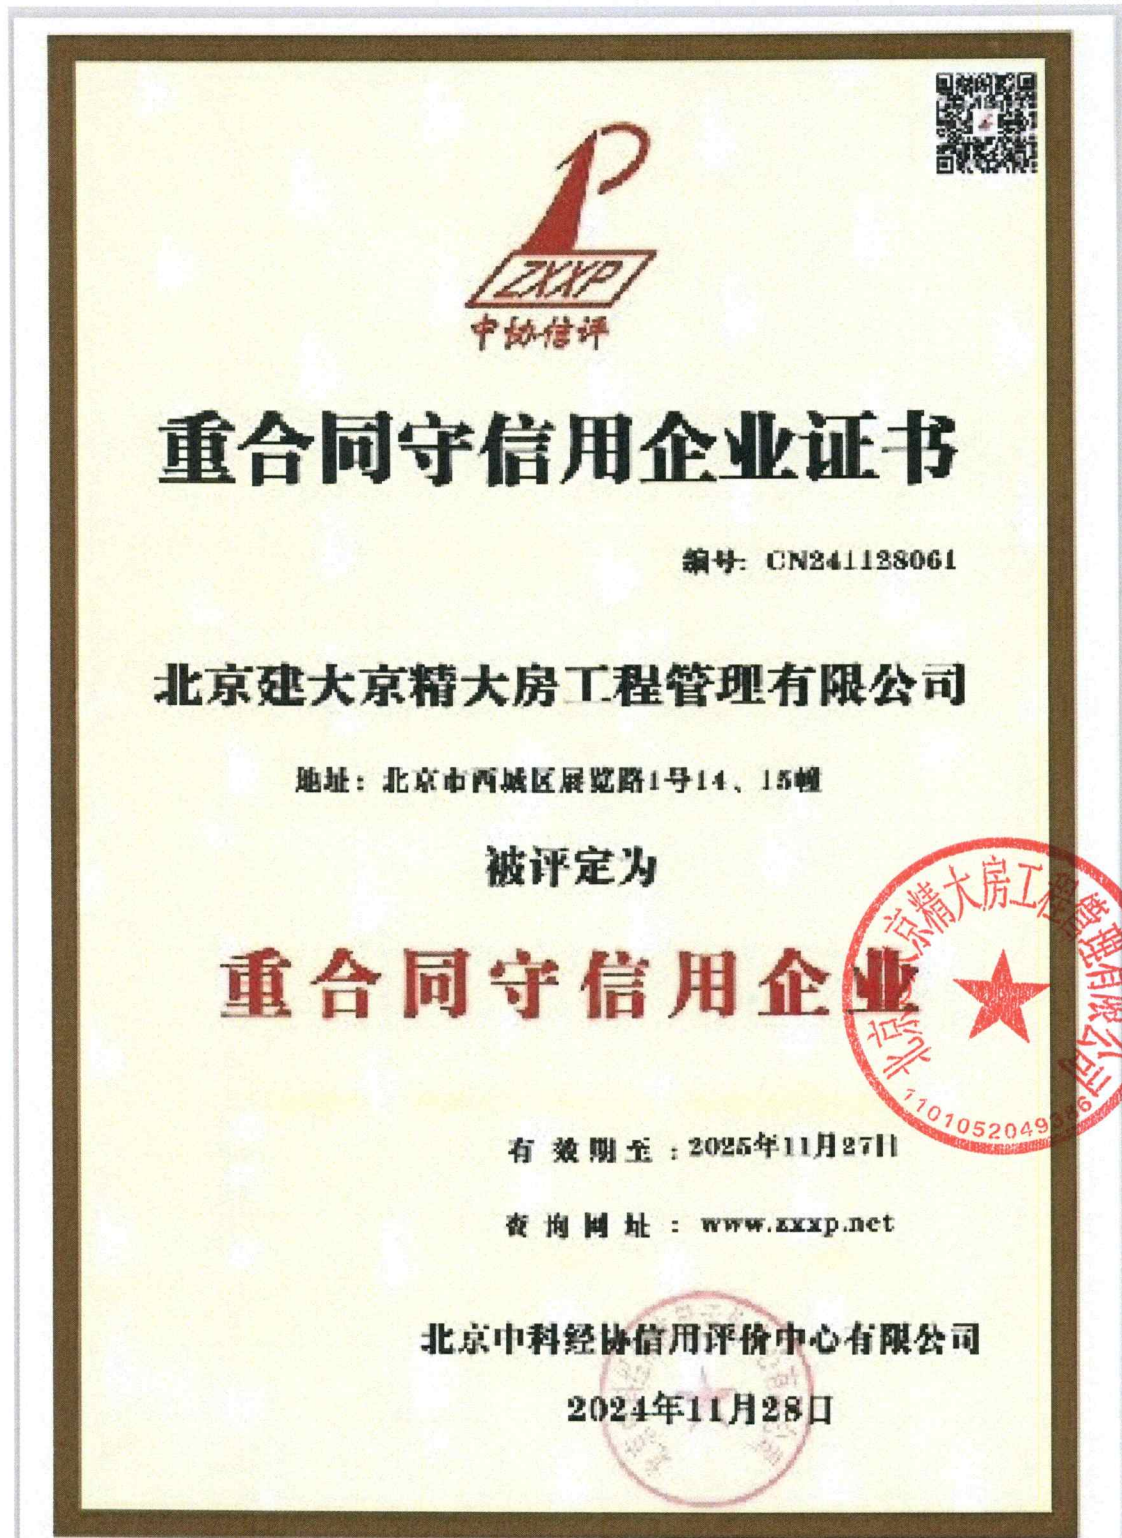 ZXXP
中协信评
重合同守信用企业证书
编号: CN241128061
北京建大京精大房工程管理有限公司
地址: 北京市西城区展览路1号14、15幢
被评定为
重合同守信用企业
北京建大京精大房工程管理有限公司
有效期至:2025年11月27日
查询网址: www.zxxp.net
北京中科经协信用评价中心有限公司
2024年11月28日